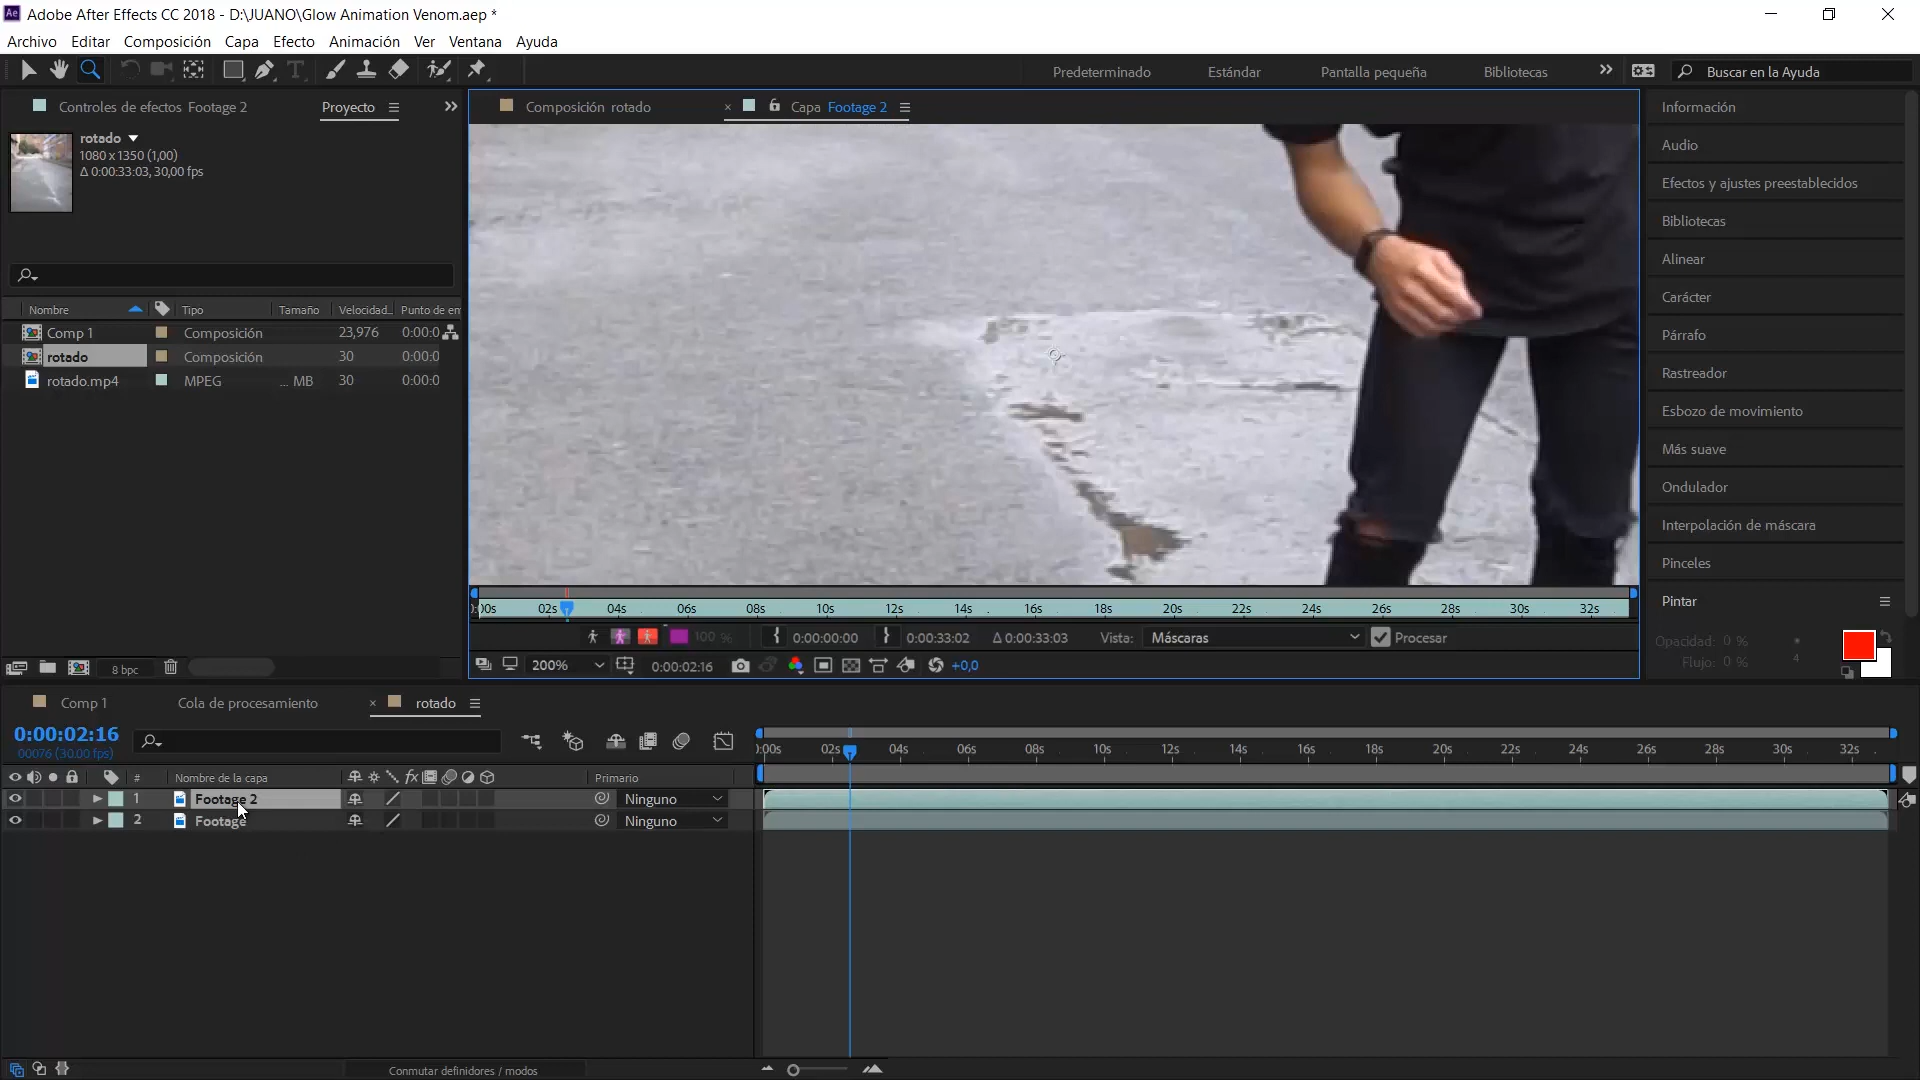 Adobe After Effects CC 2018 - D:\JUANO\Glow Animation Venom.aep *
Archivo Editar Composición Capa Efecto Animación Ver Ventana Ayuda
Predeterminado Estándar Pantalla pequeña Bibliotecas Buscar en la Ayuda
Controles de efectos Footage 2 Proyecto
Composición rotado × Capa Footage 2
rotado
1080 x 1350 (1,00)
Δ 0:00:33:03, 30,00 fps
Nombre Tipo Tamaño Velocidad... Punto de en
Comp 1 Composición 23,976 0:00:0
rotado Composición 30 0:00:0
rotado.mp4 MPEG ... MB 30 0:00:0
Información
Audio
Efectos y ajustes preestablecidos
Bibliotecas
Alinear
Carácter
Párrafo
Rastreador
Esbozo de movimiento
Más suave
Ondulador
Interpolación de máscara
Pinceles
Pintar
Opacidad: 0 %
Flujo: 0 % 4
00s 02s 04s 06s 08s 10s 12s 14s 16s 18s 20s 22s 24s 26s 28s 30s 32s
100 % 0:00:00:00 0:00:33:02 Δ 0:00:33:03 Vista: Máscaras Procesar
8 bpc 200% 0:00:02:16 +0,0
Comp 1 Cola de procesamiento × rotado
0:00:02:16
00076 (30.00 fps)
:00s 02s 04s 06s 08s 10s 12s 14s 16s 18s 20s 22s 24s 26s 28s 30s 32s
# Nombre de la capa fx Primario
1 Footage 2 Ninguno
2 Footage Ninguno
Conmutar definidores / modos